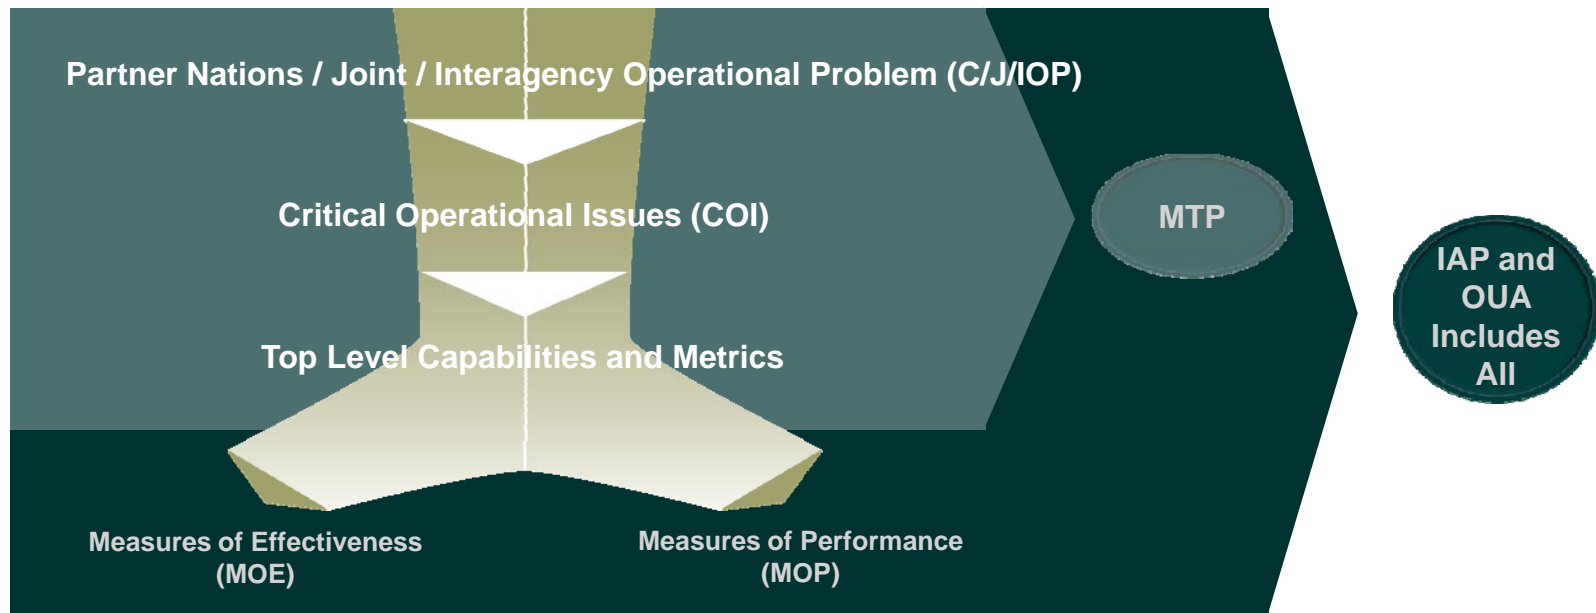 Partner Nations / Joint / Interagency Operational Problem (C/J/IOP)
Critical Operational Issues (COI)
MTP
IAP and
OUA
Includes
All
Top Level Capabilities and Metrics
Measures of Effectiveness
(MOE)
Measures of Performance
(MOP)